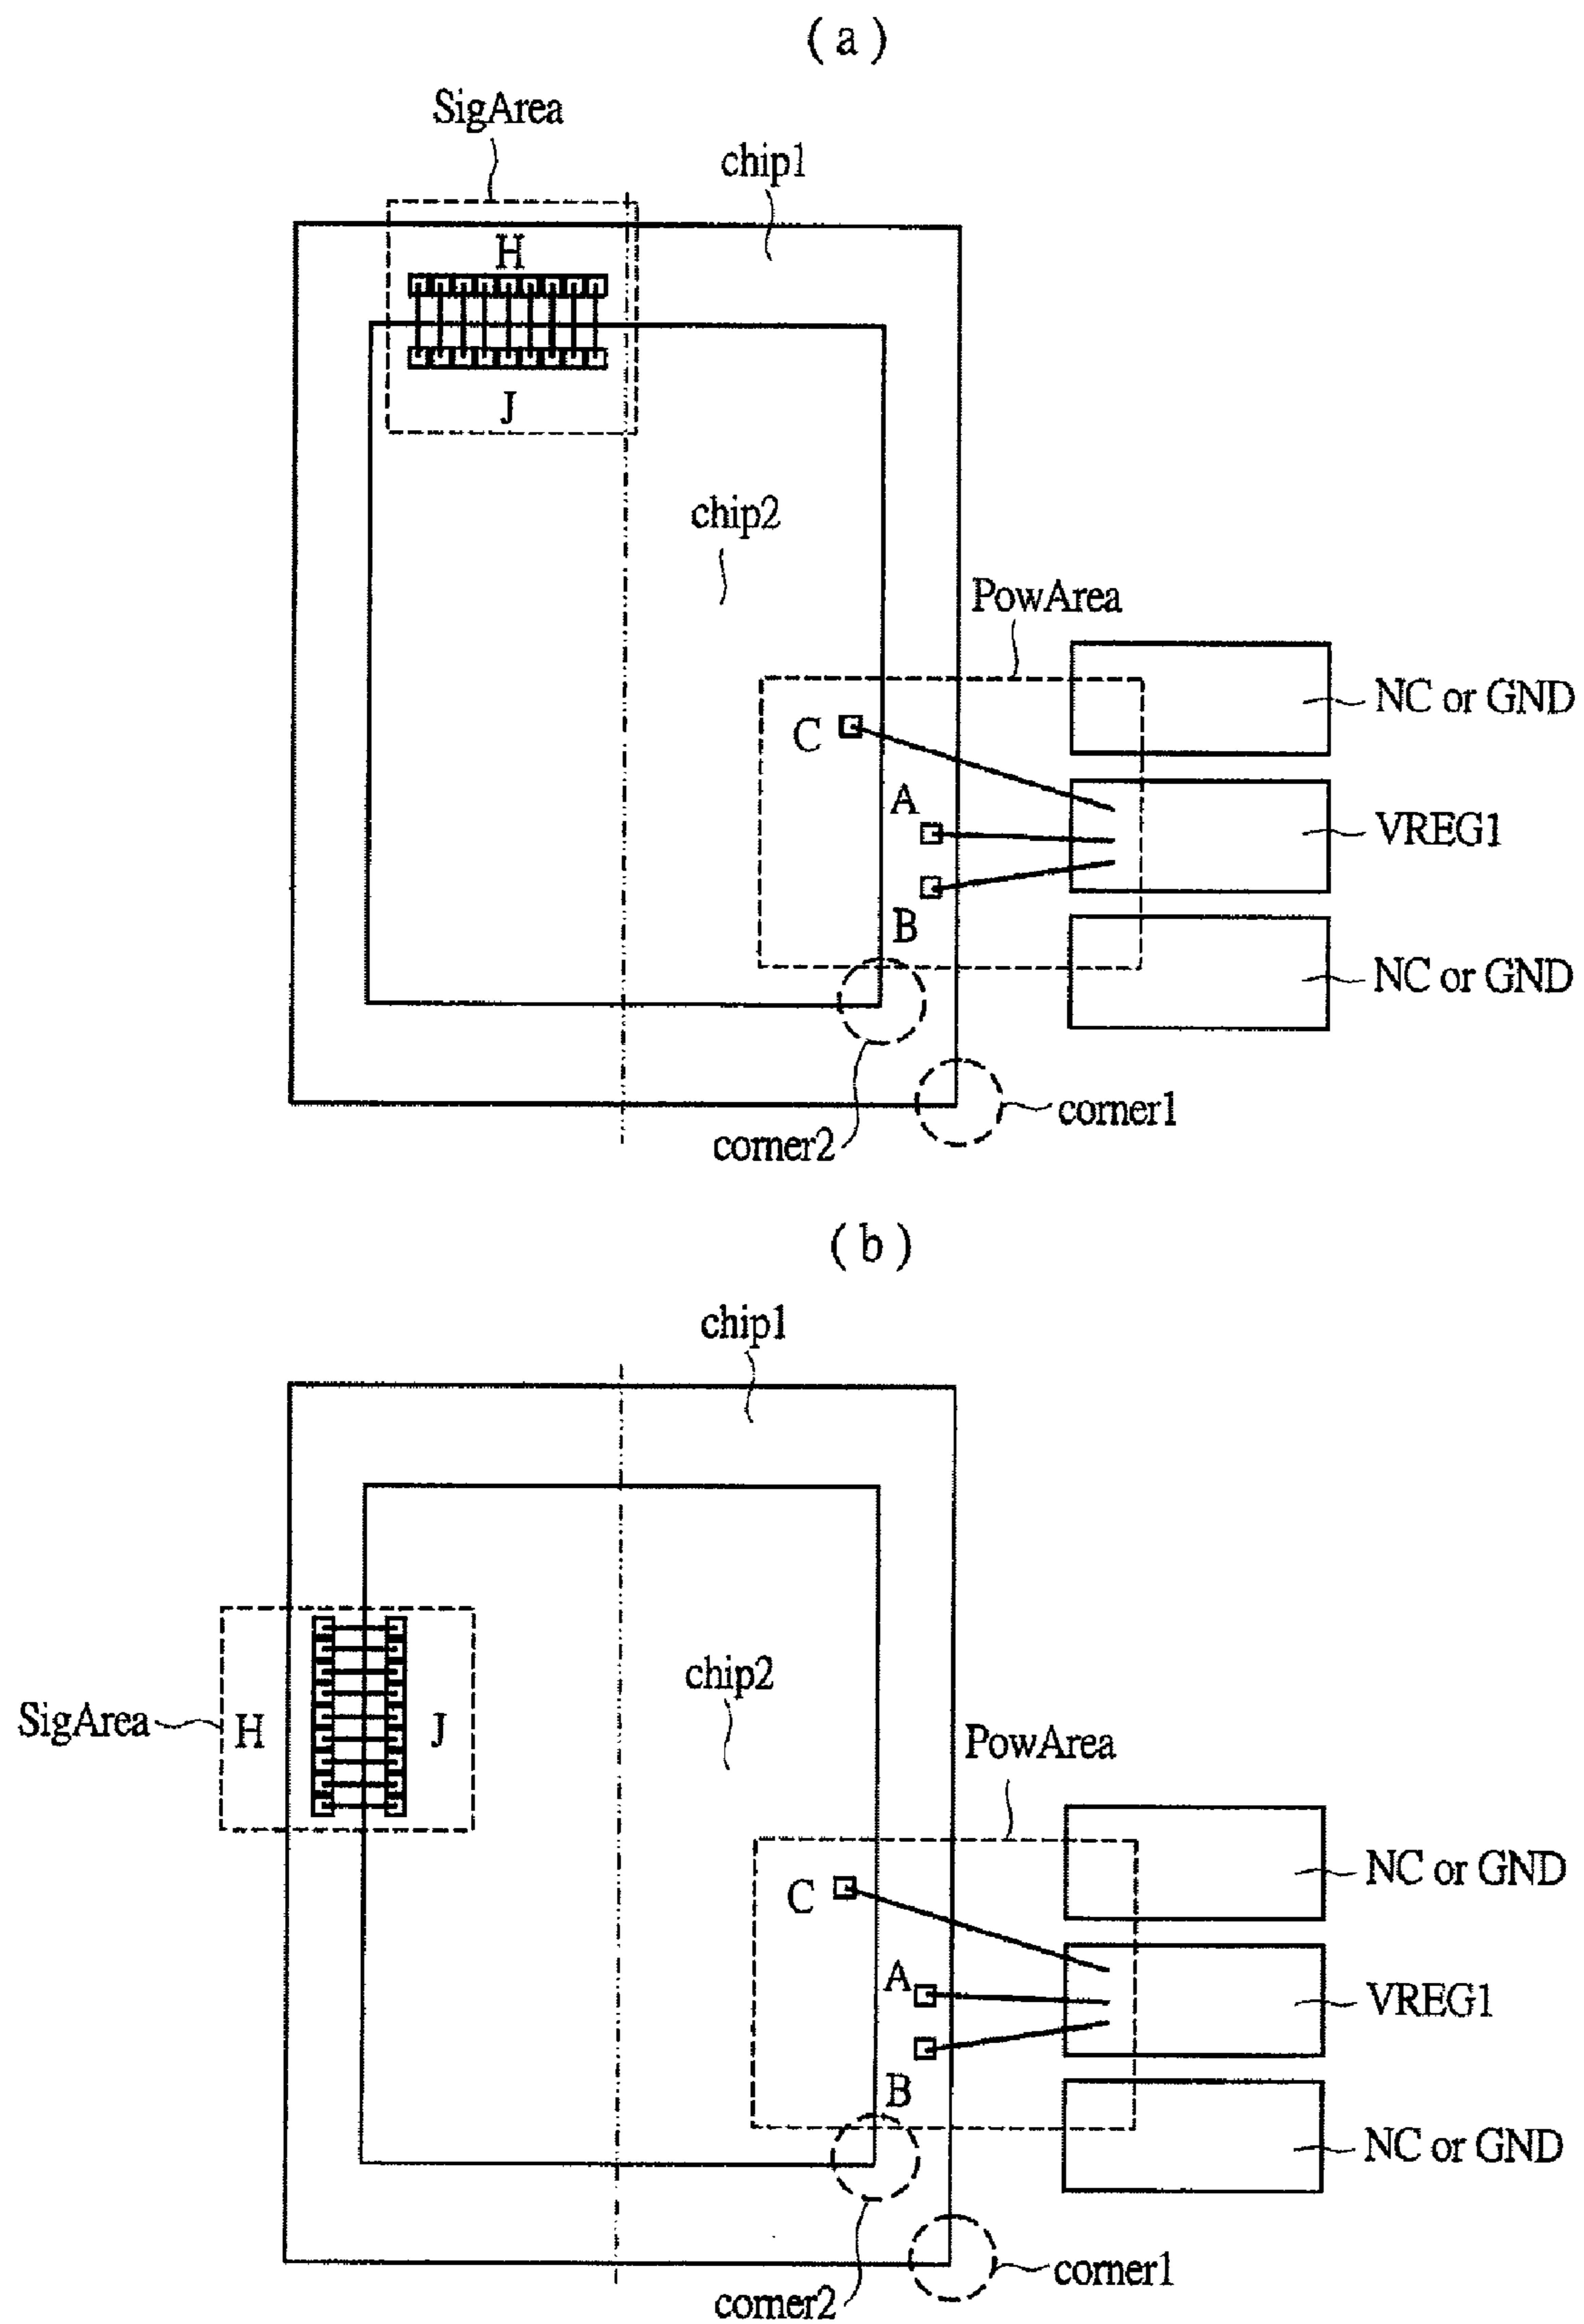 (a)
SigArea
chip1
H
J
chip2
PowArea
NC or GND
C
A
VREG1
B
NC or GND
corner1
corner2
(b)
chip1
chip2
SigArea
H
J
PowArea
NC or GND
C
A
VREG1
B
NC or GND
corner1
corner2